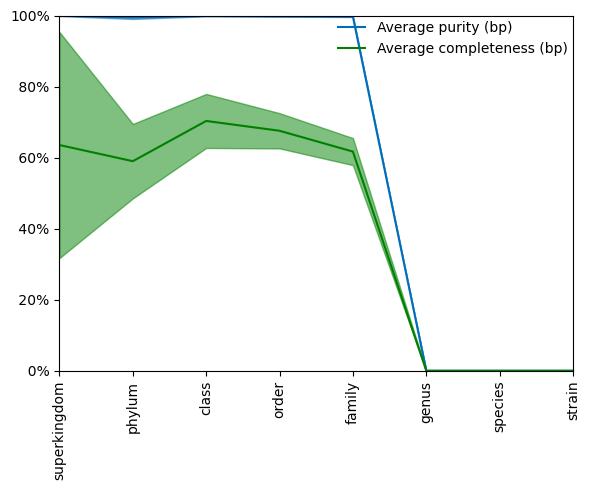 100%
80%
60%
40%
20%
0%
Average purity (bp)
Average completeness (bp)
superkingdom
phylum
class
order
family
genus
species
strain